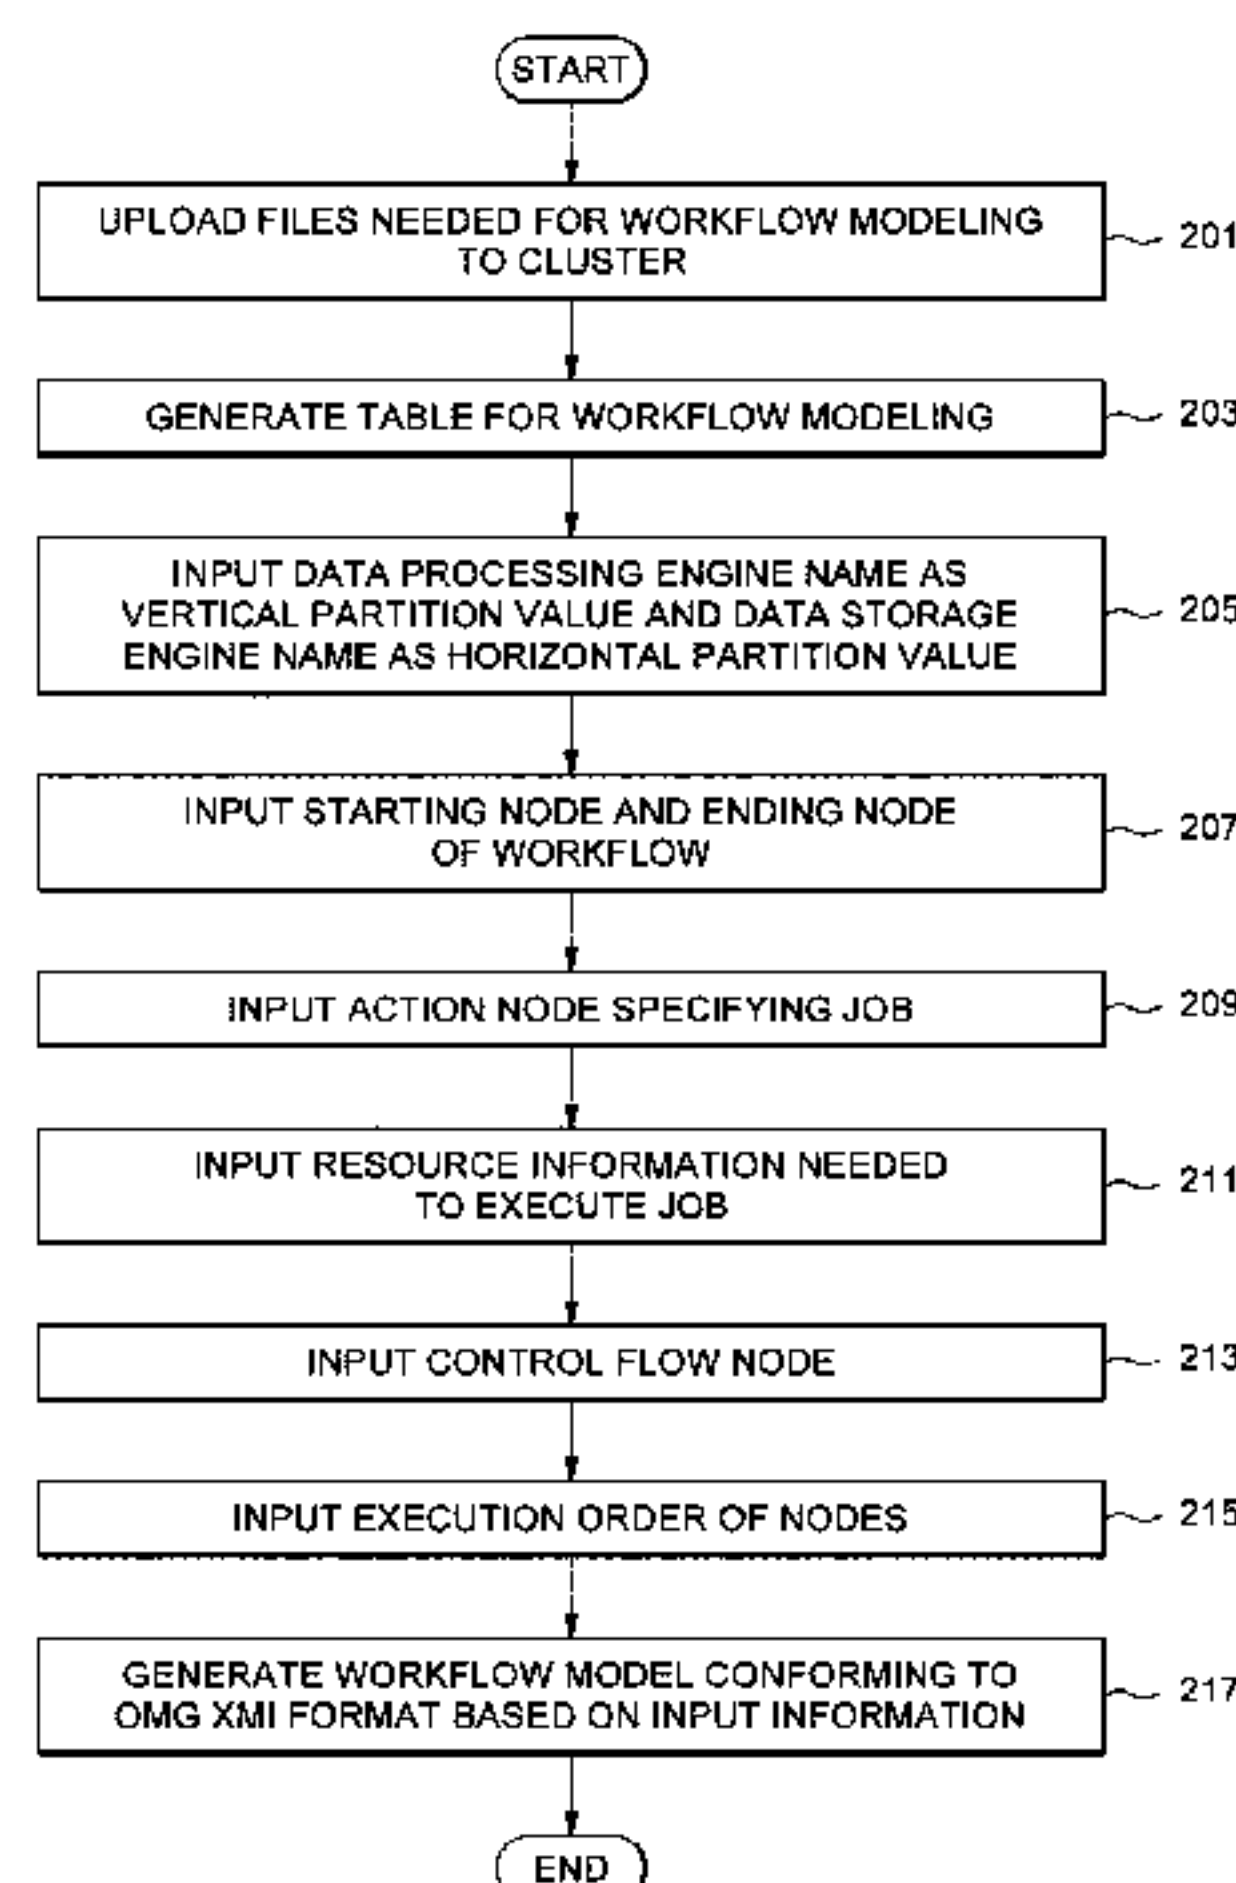 START
UPLOAD FILES NEEDED FOR WORKFLOW MODELING
TO CLUSTER
201
GENERATE TABLE FOR WORKFLOW MODELING
203
INPUT DATA PROCESSING ENGINE NAME AS
VERTICAL PARTITION VALUE AND DATA STORAGE
ENGINE NAME AS HORIZONTAL PARTITION VALUE
205
INPUT STARTING NODE AND ENDING NODE
OF WORKFLOW
207
INPUT ACTION NODE SPECIFYING JOB
209
INPUT RESOURCE INFORMATION NEEDED
TO EXECUTE JOB
211
INPUT CONTROL FLOW NODE
213
INPUT EXECUTION ORDER OF NODES
215
GENERATE WORKFLOW MODEL CONFORMING TO
OMG XMI FORMAT BASED ON INPUT INFORMATION
217
END